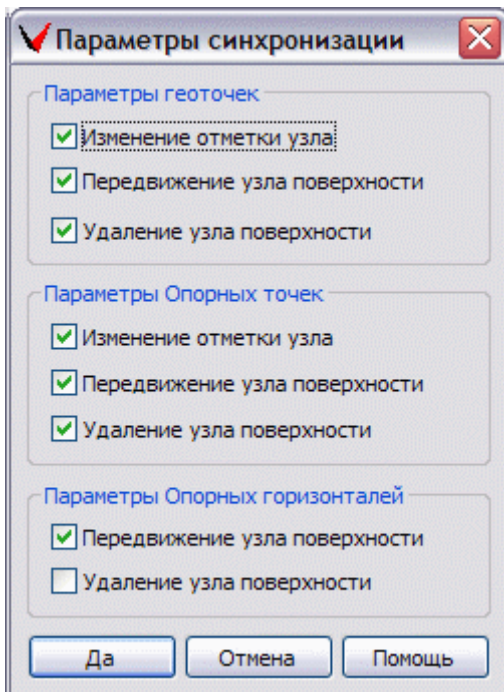 Параметры синхронизации
Параметры геоточек
Изменение отметки узла
Передвижение узла поверхности
Удаление узла поверхности
Параметры Опорных точек
Изменение отметки узла
Передвижение узла поверхности
Удаление узла поверхности
Параметры Опорных горизонталей
Передвижение узла поверхности
Удаление узла поверхности
Да Отмена Помощь